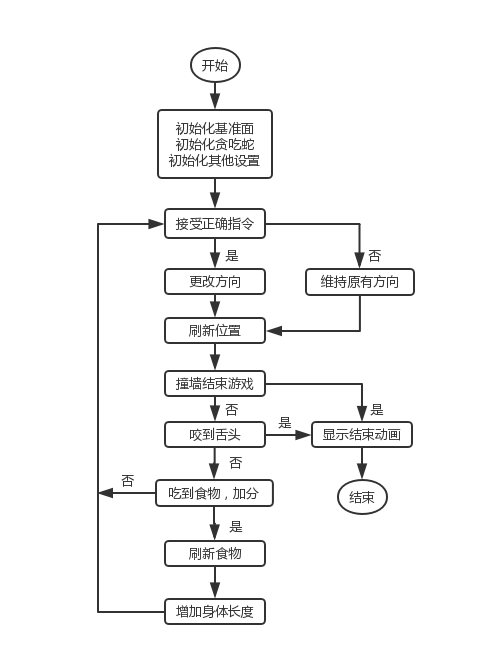 开始
初始化基准面
初始化贪吃蛇
初始化其他设置
接受正确指令
是
否
更改方向
维持原有方向
刷新位置
撞墙结束游戏
否
是
咬到舌头
是
显示结束动画
否
否
吃到食物，加分
结束
是
刷新食物
增加身体长度